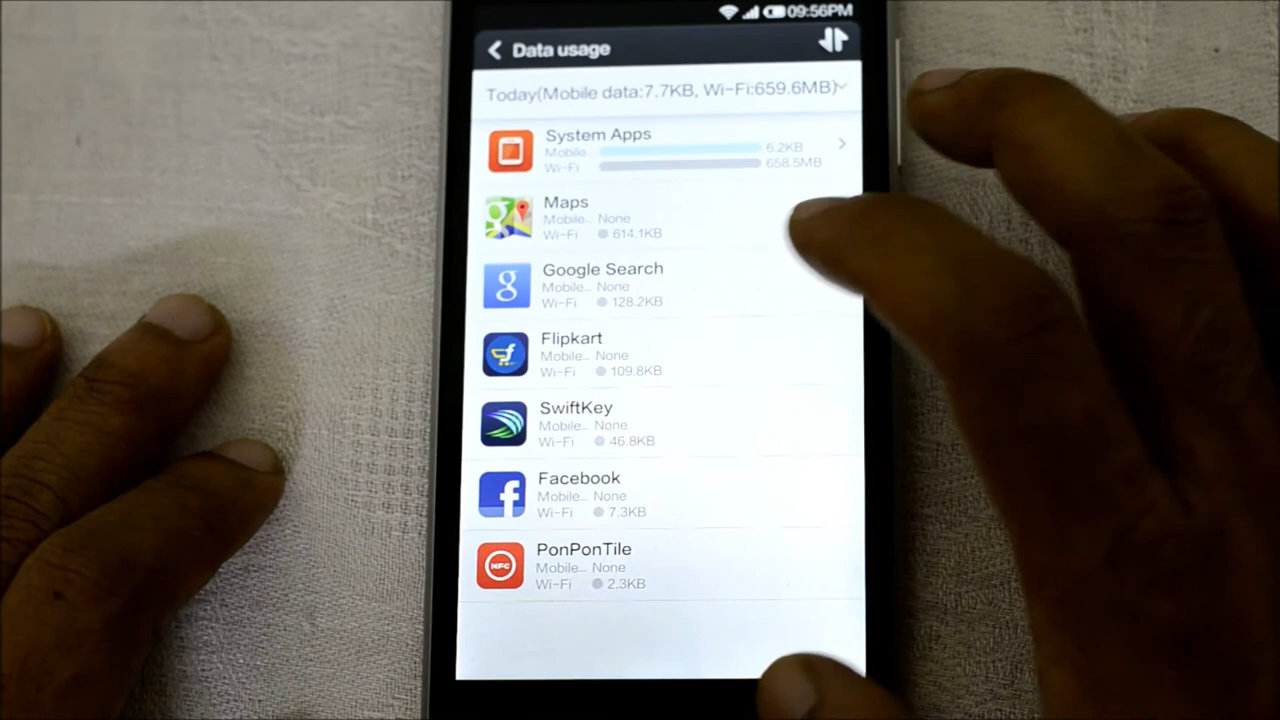 09:56PM
Data usage
Today(Mobile data:7.7KB, Wi-Fi:659.6MB)
System Apps
Mobile... 6.2KB
Wi-Fi 658.5MB
Maps
Mobile... None
Wi-Fi 614.1KB
g
Google Search
Mobile... None
Wi-Fi 128.2KB
g
Flipkart
Mobile... None
Wi-Fi 109.8KB
f
SwiftKey
Mobile... None
Wi-Fi 46.8KB
Facebook
Mobile... None
Wi-Fi 7.3KB
f
PonPonTile
Mobile... None
Wi-Fi 2.3KB
NFC